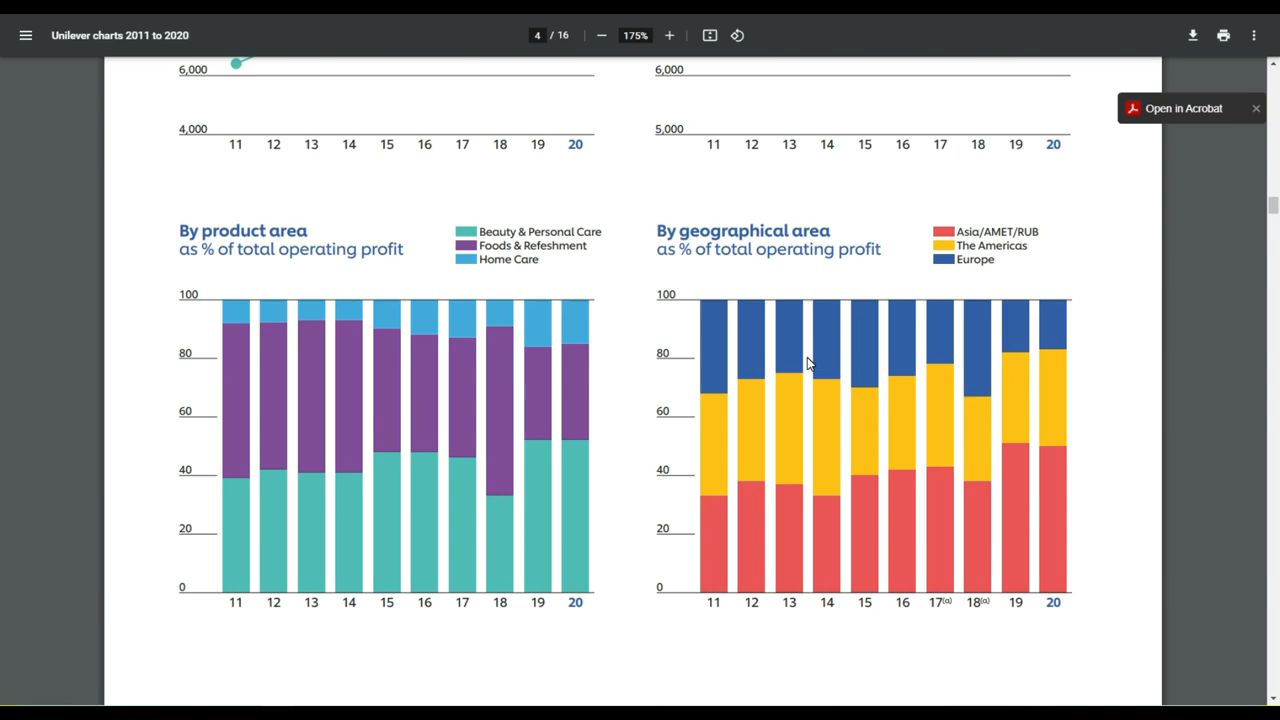 Unilever charts 2011 to 2020
4 / 16
175%
Open in Acrobat
6,000
4,000
11 12 13 14 15 16 17 18 19 20
6,000
5,000
11 12 13 14 15 16 17 18 19 20
By product area
as % of total operating profit
Beauty & Personal Care
Foods & Refreshment
Home Care
100
80
60
40
20
0
11 12 13 14 15 16 17 18 19 20
By geographical area
as % of total operating profit
Asia/AMET/RUB
The Americas
Europe
100
80
60
40
20
0
11 12 13 14 15 16 17(a) 18(a) 19 20